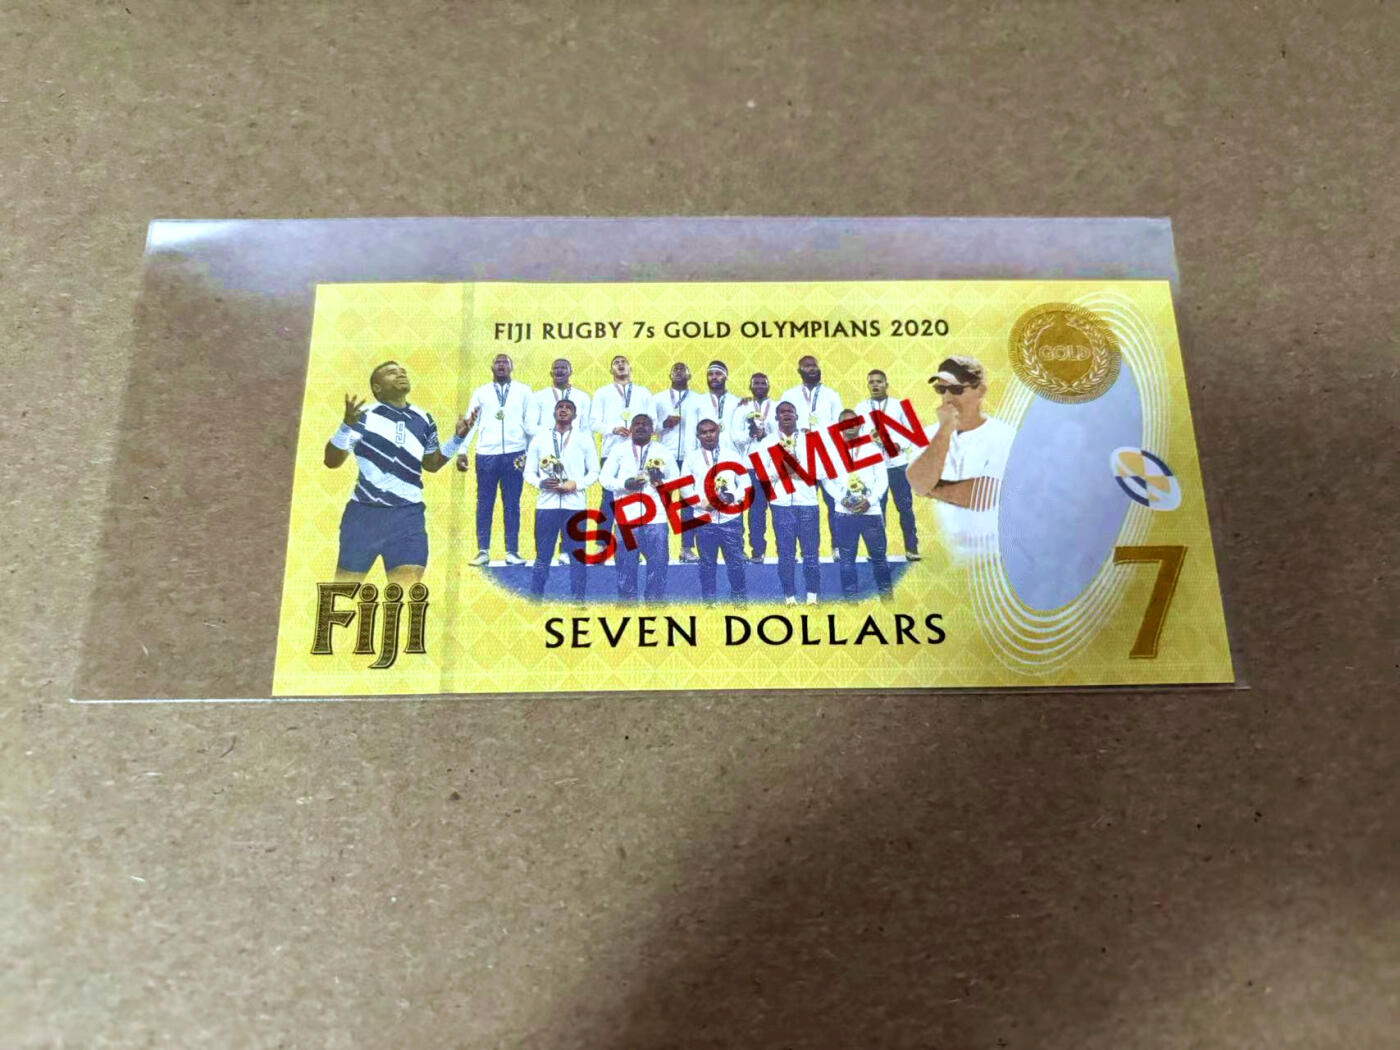 FIJI RUGBY 7s GOLD OLYMPIANS 2020
GOLD
SPECIMEN
Fiji
SEVEN DOLLARS
7